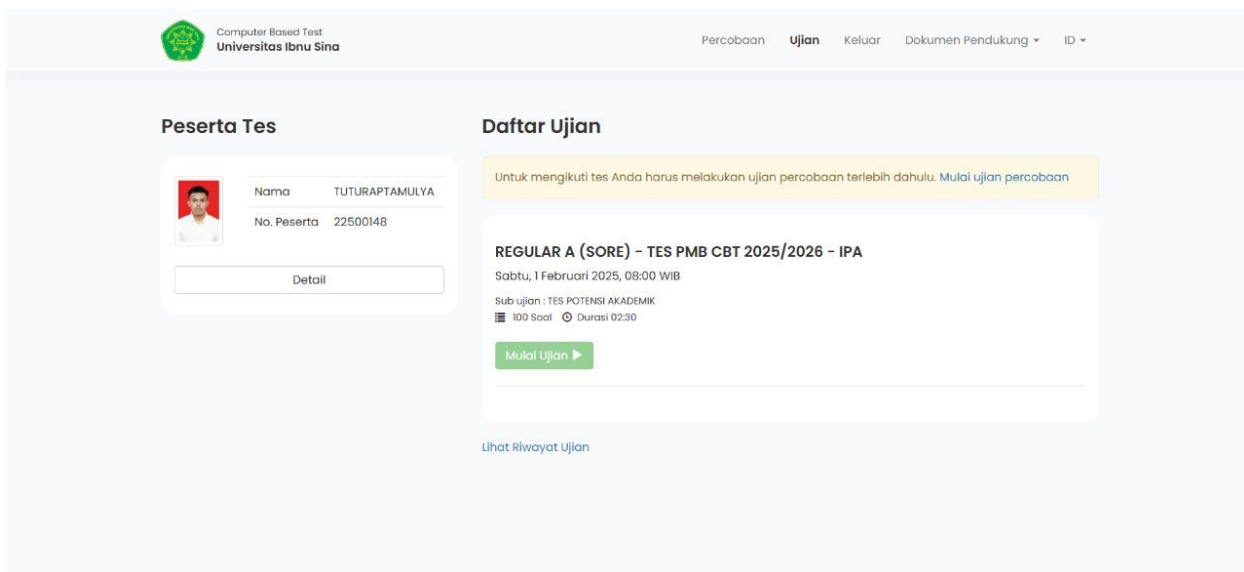 Computer Based Test
Universitas Ibnu Sina
Percobaan Ujian Keluar Dokumen Pendukung ID
Peserta Tes
Nama TUTURAPTAMULYA
No. Peserta 22500148
Detail
Daftar Ujian
Untuk mengikuti tes Anda harus melakukan ujian percobaan terlebih dahulu. Mulai ujian percobaan
REGULAR A (SORE) - TES PMB CBT 2025/2026 - IPA
Sabtu, 1 Februari 2025, 08:00 WIB
Sub ujian : TES POTENSI AKADEMIK
100 Soal Durasi 02:30
Mulai Ujian
Lihat Riwayat Ujian